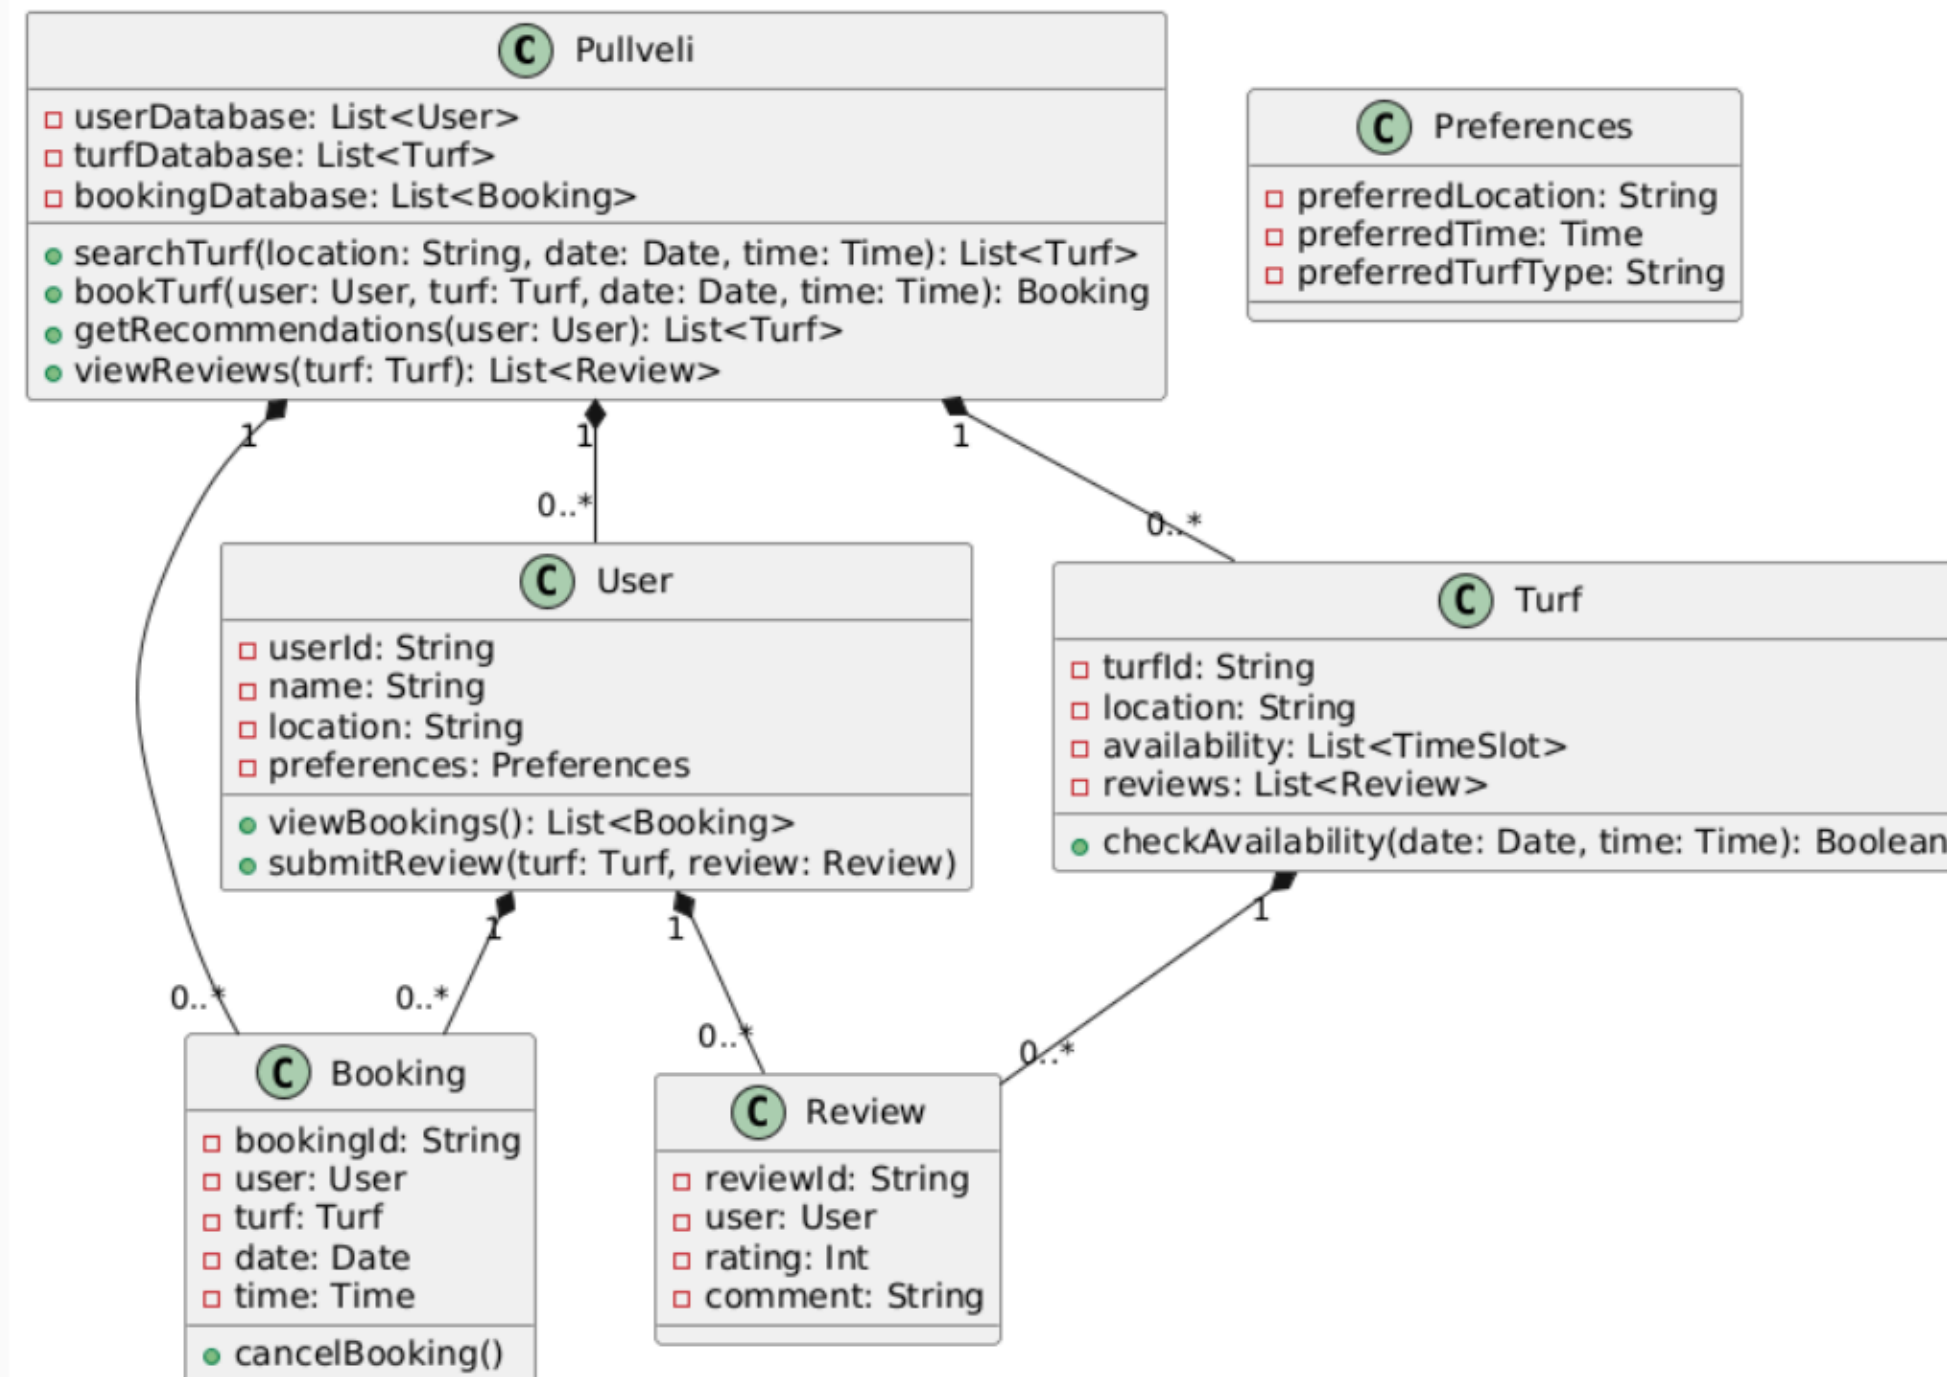 C Pullveli
userDatabase: List<User>
turfDatabase: List<Turf>
bookingDatabase: List<Booking>
searchTurf(location: String, date: Date, time: Time): List<Turf>
bookTurf(user: User, turf: Turf, date: Date, time: Time): Booking
getRecommendations(user: User): List<Turf>
viewReviews(turf: Turf): List<Review>
C Preferences
preferredLocation: String
preferredTime: Time
preferredTurfType: String
1
1
1
0..*
0..*
C User
userId: String
name: String
location: String
preferences: Preferences
viewBookings(): List<Booking>
submitReview(turf: Turf, review: Review)
C Turf
turfId: String
location: String
availability: List<TimeSlot>
reviews: List<Review>
checkAvailability(date: Date, time: Time): Boolean
1
1
1
0..*
0..*
0..*
0..*
C Booking
bookingId: String
user: User
turf: Turf
date: Date
time: Time
cancelBooking()
C Review
reviewId: String
user: User
rating: Int
comment: String